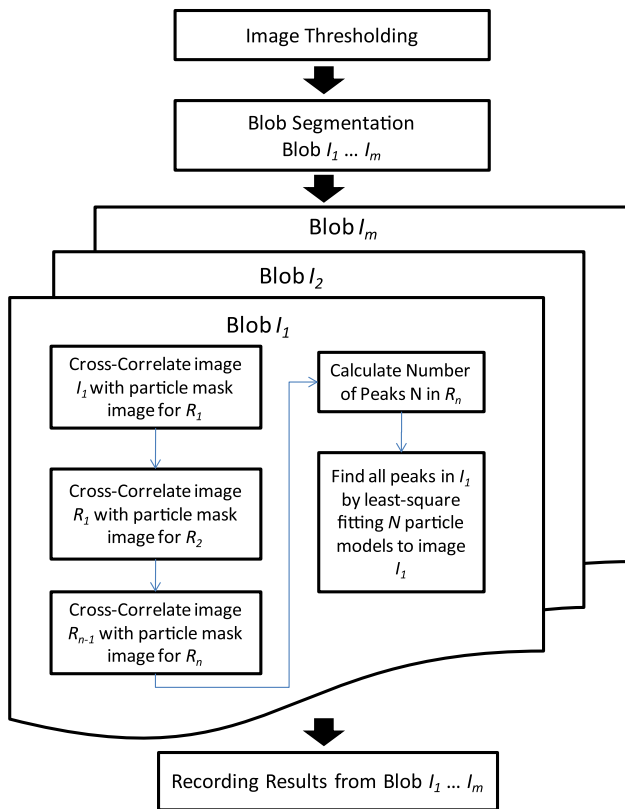 Image Thresholding
Blob Segmentation
Blob I1 ... Im
Blob Im
Blob I2
Blob I1
Cross-Correlate image
I1 with particle mask
image for R1
Cross-Correlate image
R1 with particle mask
image for R2
Cross-Correlate image
Rn-1 with particle mask
image for Rn
Calculate Number
of Peaks N in Rn
Find all peaks in I1
by least-square
fitting N particle
models to image
I1
Recording Results from Blob I1 ... Im